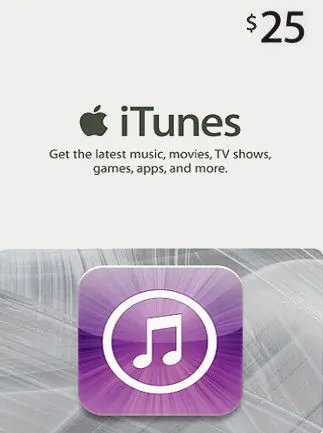 $25
iTunes
Get the latest music, movies, TV shows,
games, apps, and more.